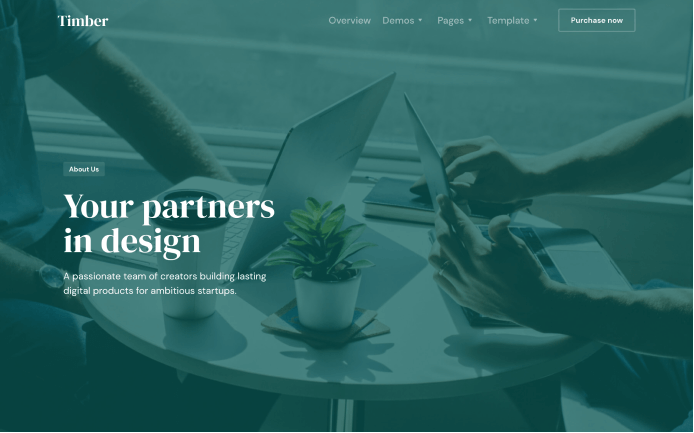 Timber
Overview
Demos
Pages
Template
Purchase now
About Us
Your partners
in design
A passionate team of creators building lasting
digital products for ambitious startups.